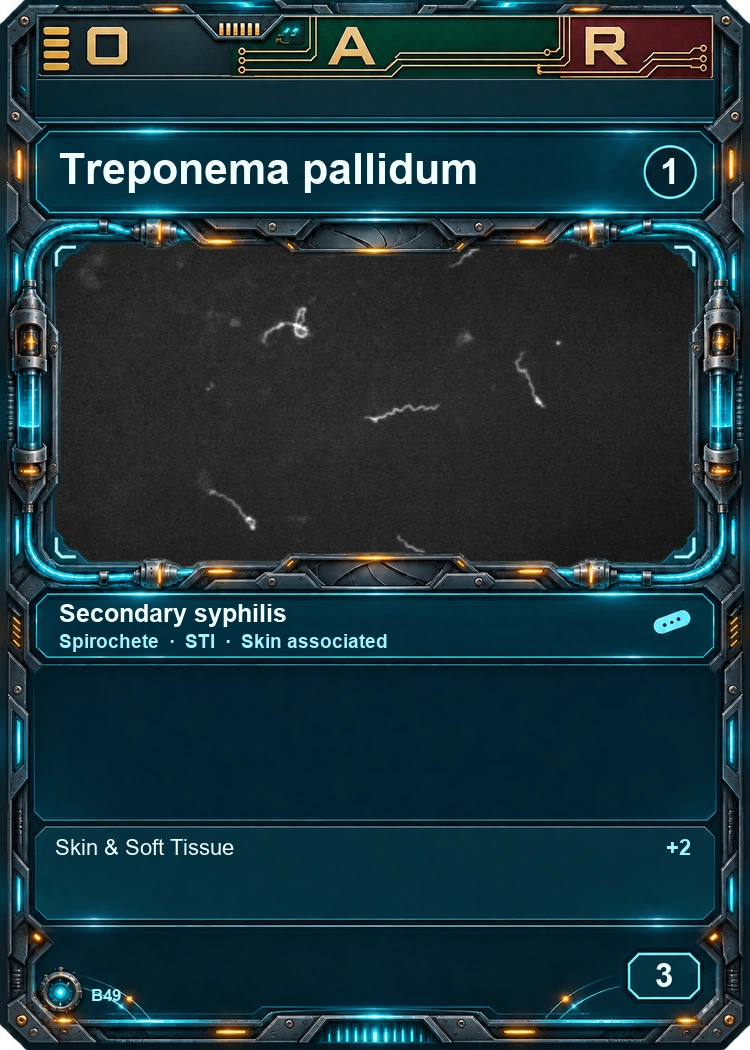 O A R
Treponema pallidum 1
Secondary syphilis
Spirochete · STI · Skin associated
Skin & Soft Tissue +2
3
B49